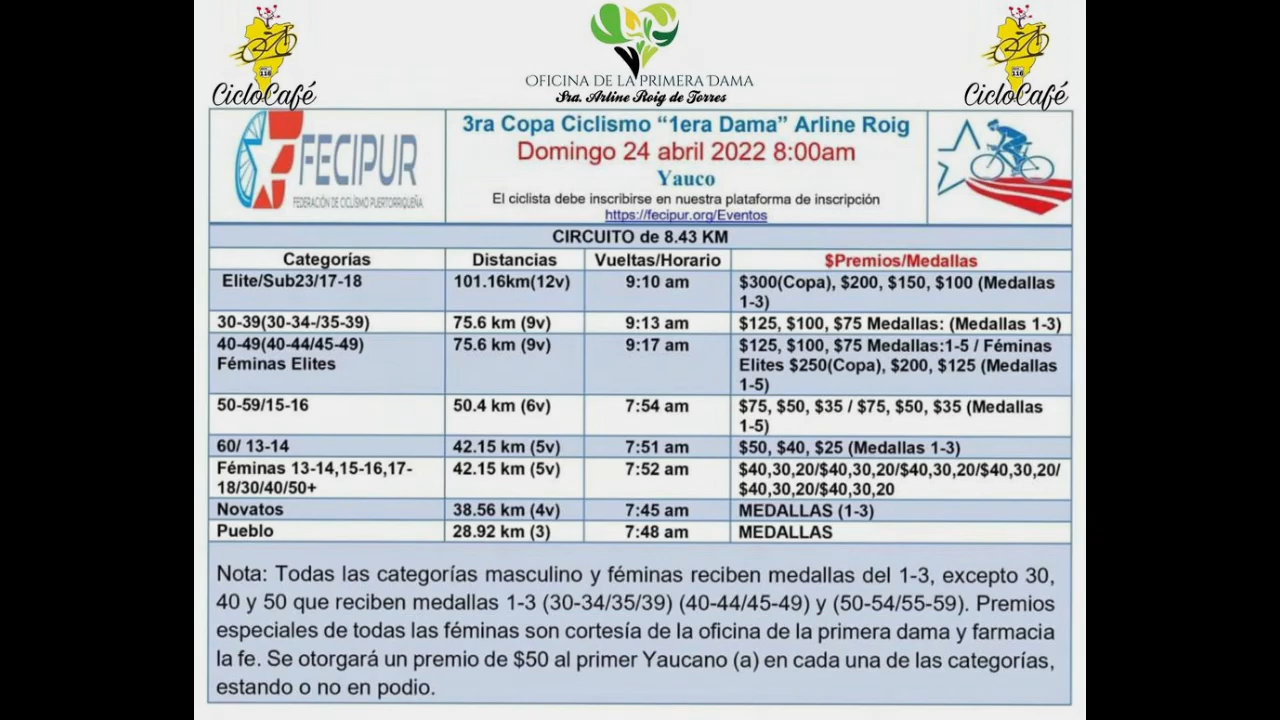 CicloCafé
OFICINA DE LA PRIMERA DAMA
Sra. Arline Roig de Torres
CicloCafé
FECIPUR
FEDERACIÓN DE CICLISMO PUERTORRIQUEÑA
3ra Copa Ciclismo “1era Dama” Arline Roig
Domingo 24 abril 2022 8:00am
Yauco
El ciclista debe inscribirse en nuestra plataforma de inscripción
https://fecipur.org/Eventos
CIRCUITO de 8.43 KM
Categorías Distancias Vueltas/Horario $Premios/Medallas
Elite/Sub23/17-18 101.16km(12v) 9:10 am $300(Copa), $200, $150, $100 (Medallas
1-3)
30-39(30-34-/35-39) 75.6 km (9v) 9:13 am $125, $100, $75 Medallas: (Medallas 1-3)
40-49(40-44/45-49) 75.6 km (9v) 9:17 am $125, $100, $75 Medallas:1-5 / Féminas
Féminas Elites Elites $250(Copa), $200, $125 (Medallas
1-5)
50-59/15-16 50.4 km (6v) 7:54 am $75, $50, $35 / $75, $50, $35 (Medallas
1-5)
60/ 13-14 42.15 km (5v) 7:51 am $50, $40, $25 (Medallas 1-3)
Féminas 13-14,15-16,17- 42.15 km (5v) 7:52 am $40,30,20/$40,30,20/$40,30,20/$40,30,20/
18/30/40/50+ $40,30,20/$40,30,20
Novatos 38.56 km (4v) 7:45 am MEDALLAS (1-3)
Pueblo 28.92 km (3) 7:48 am MEDALLAS
Nota: Todas las categorías masculino y féminas reciben medallas del 1-3, excepto 30,
40 y 50 que reciben medallas 1-3 (30-34/35/39) (40-44/45-49) y (50-54/55-59). Premios
especiales de todas las féminas son cortesía de la oficina de la primera dama y farmacia
la fe. Se otorgará un premio de $50 al primer Yaucano (a) en cada una de las categorías,
estando o no en podio.